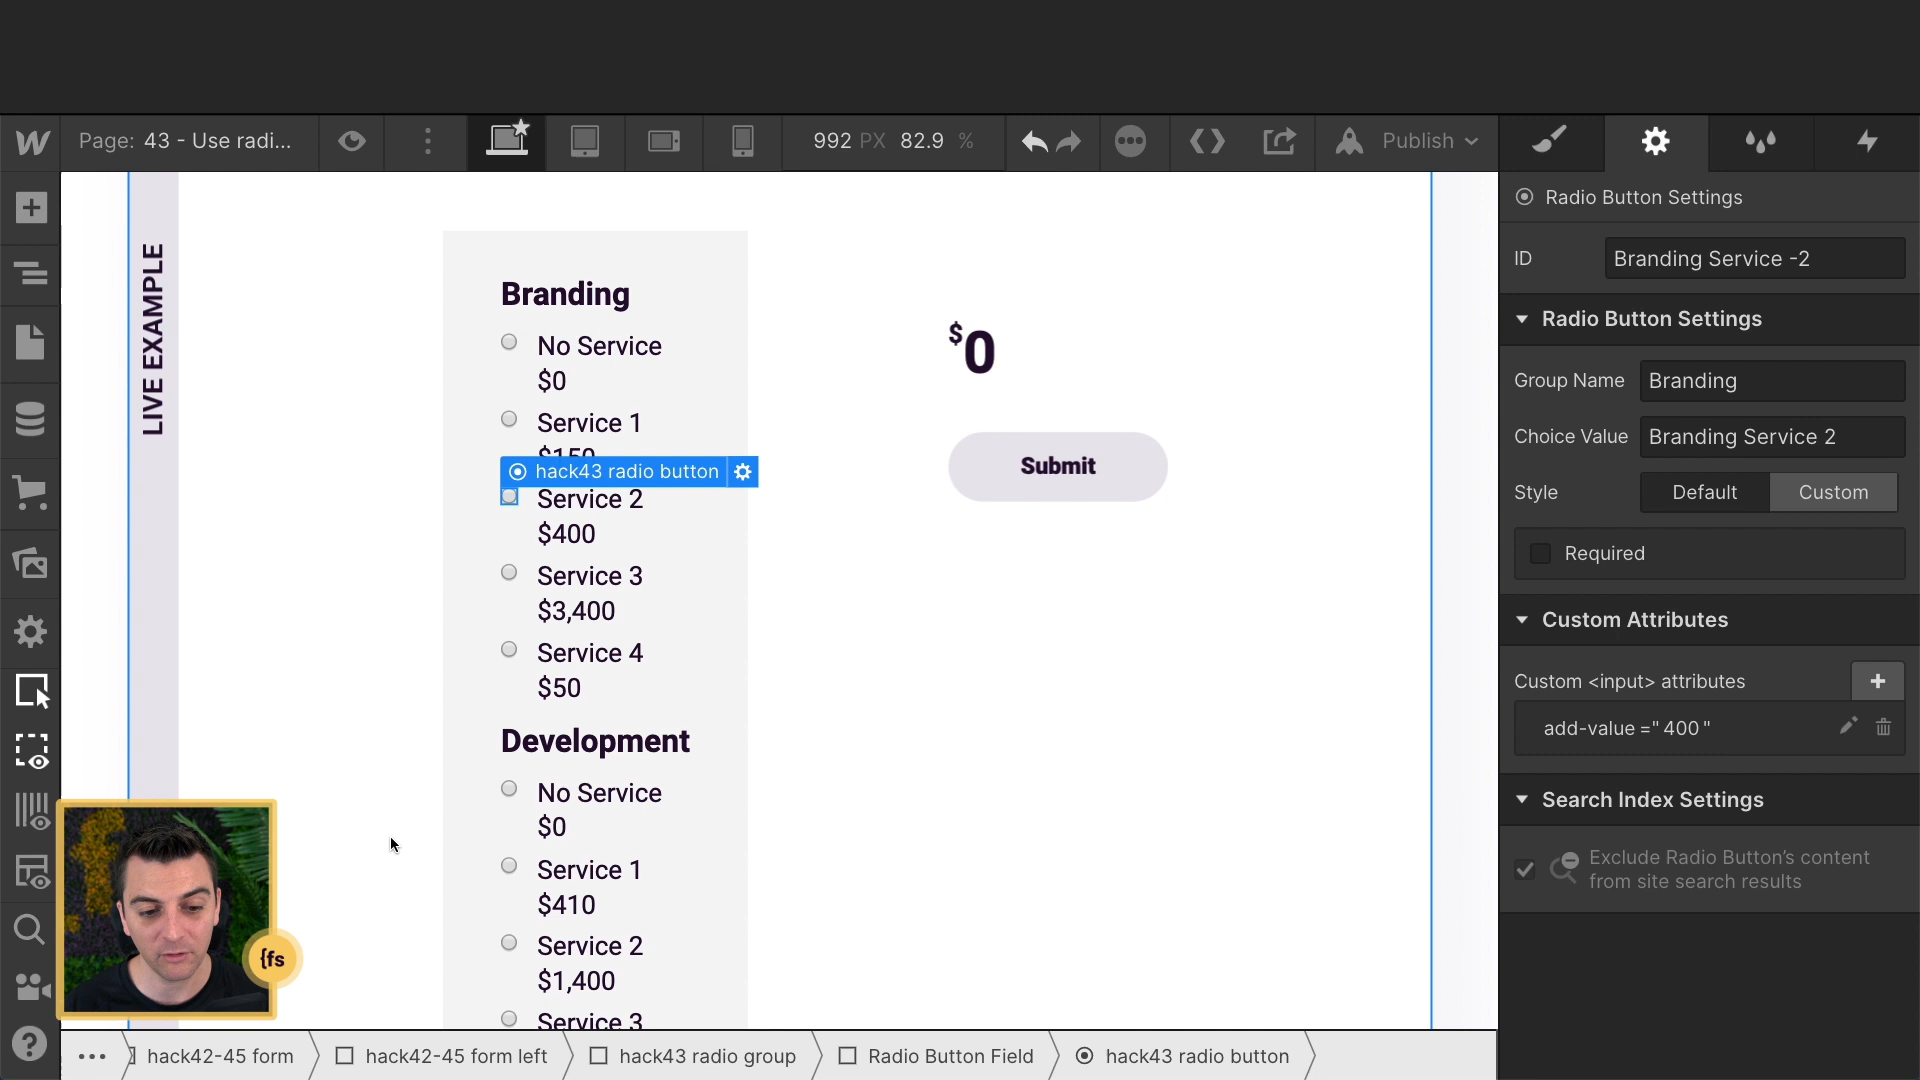 Page: 43 - Use radi...
992 PX 82.9 %
Publish
LIVE EXAMPLE
Branding
No Service
$0
Service 1
$150
hack43 radio button
Service 2
$400
Service 3
$3,400
Service 4
$50
Development
No Service
$0
Service 1
$410
Service 2
$1,400
Service 3
$0
Submit
Radio Button Settings
ID
Branding Service -2
Radio Button Settings
Group Name
Branding
Choice Value
Branding Service 2
Style
Default
Custom
Required
Custom Attributes
Custom <input> attributes
add-value =" 400 "
Search Index Settings
Exclude Radio Button's content
from site search results
{fs
hack42-45 form
hack42-45 form left
hack43 radio group
Radio Button Field
hack43 radio button